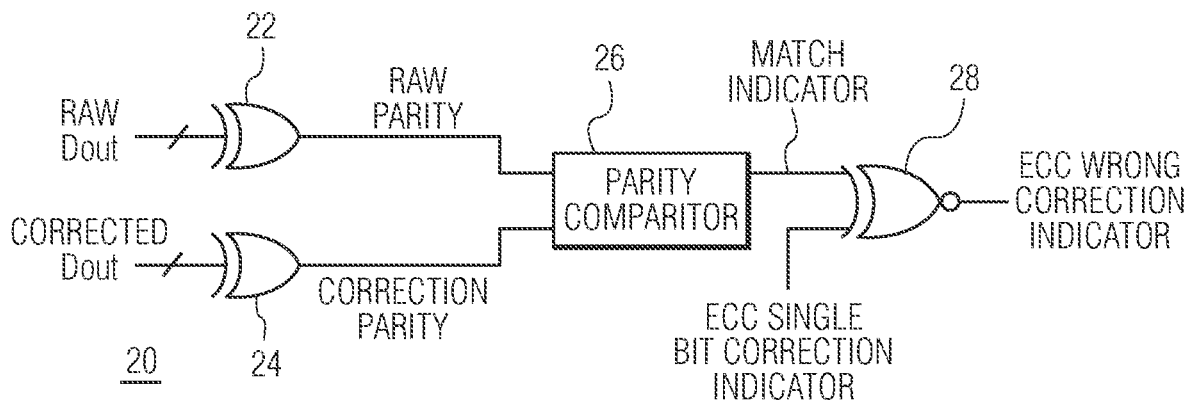 22
RAW
Dout
RAW
PARITY
26
PARITY
COMPARITOR
MATCH
INDICATOR
28
ECC WRONG
CORRECTION
INDICATOR
CORRECTED
Dout
CORRECTION
PARITY
24
ECC SINGLE
BIT CORRECTION
INDICATOR
20